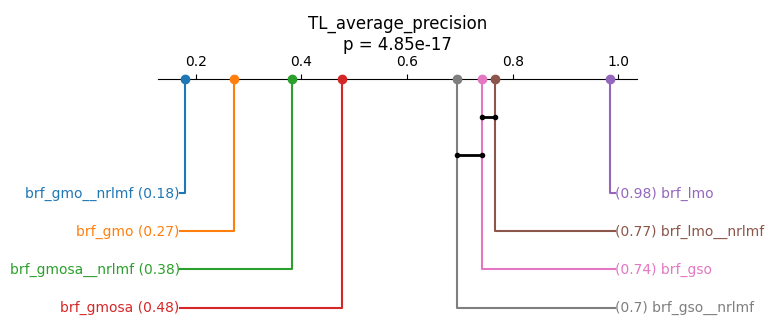 TL_average_precision
p = 4.85e-17
0.2 0.4 0.6 0.8 1.0
brf_gmo__nrlmf (0.18) (0.98) brf_lmo
brf_gmo (0.27) (0.77) brf_lmo__nrlmf
brf_gmosa__nrlmf (0.38) (0.74) brf_gso
brf_gmosa (0.48) (0.7) brf_gso__nrlmf